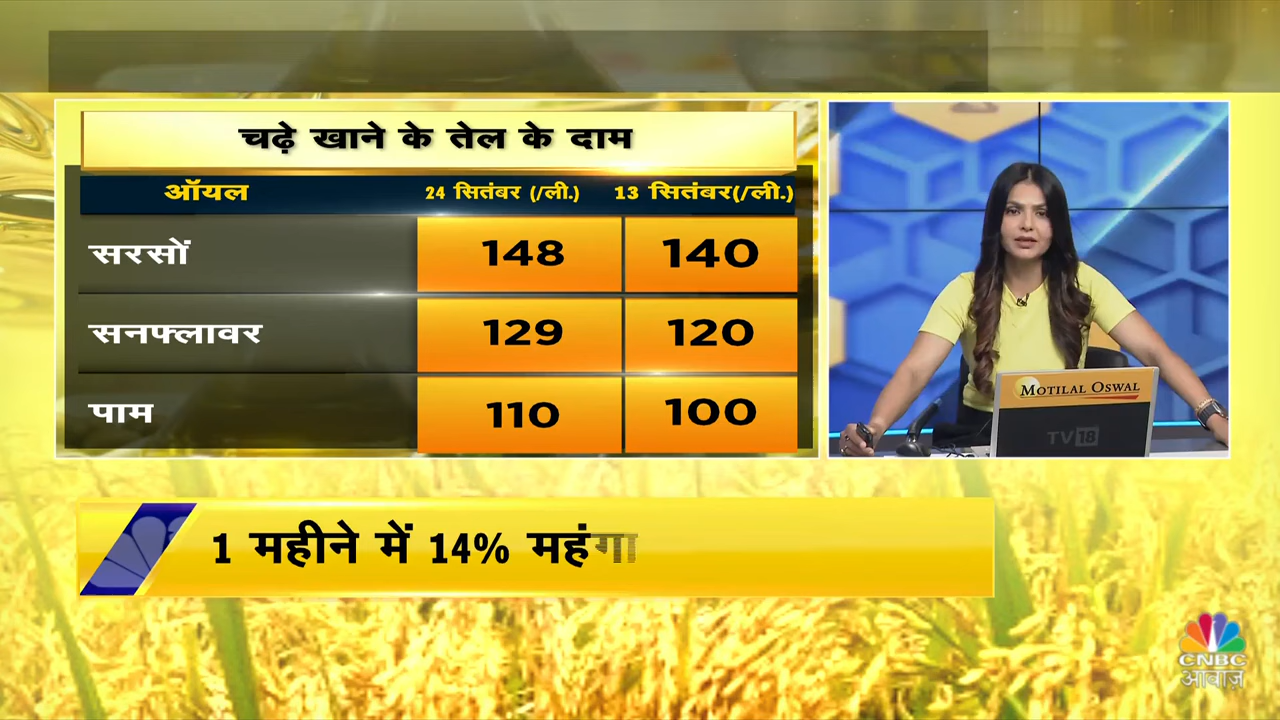 चढ़े खाने के तेल के दाम
ऑयल 24 सितंबर (/ली.) 13 सितंबर(/ली.)
सरसों 148 140
सनफ्लावर 129 120
पाम 110 100
MOTILAL OSWAL
TV18
1 महीने में 14% महंगा
CNBC
आवाज़